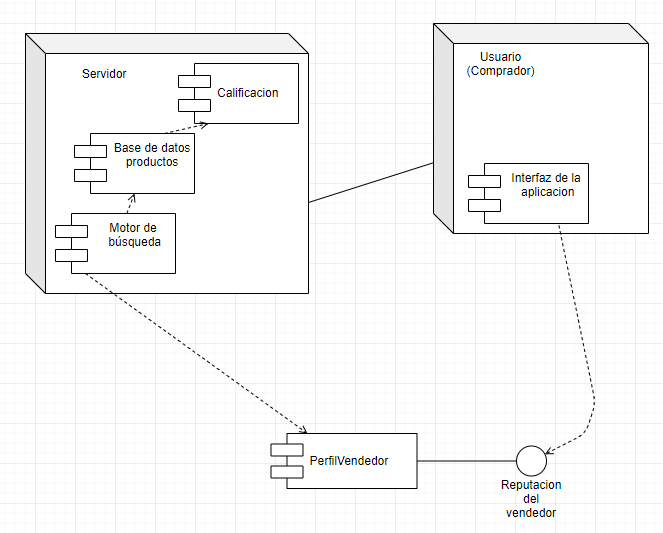 Servidor
Calificacion
Base de datos
productos
Motor de
búsqueda
Usuario
(Comprador)
Interfaz de la
aplicacion
PerfilVendedor
Reputacion
del
vendedor